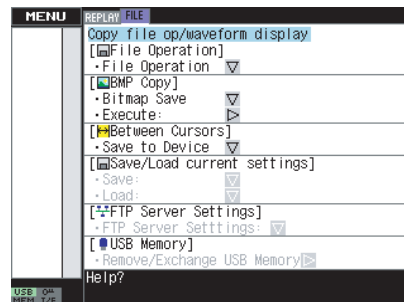 MENU
REPLAY FILE
Copy file op/waveform display
[File Operation]
・File Operation
[BMP Copy]
・Bitmap Save
・Execute:
[Between Cursors]
・Save to Device
[Save/Load current settings]
・Save:
・Load:
[FTP Server Setttings]
・FTP Server Setttings:
[USB Memory]
・Remove/Exchange USB Memory
Help?
USB
MEM I/F